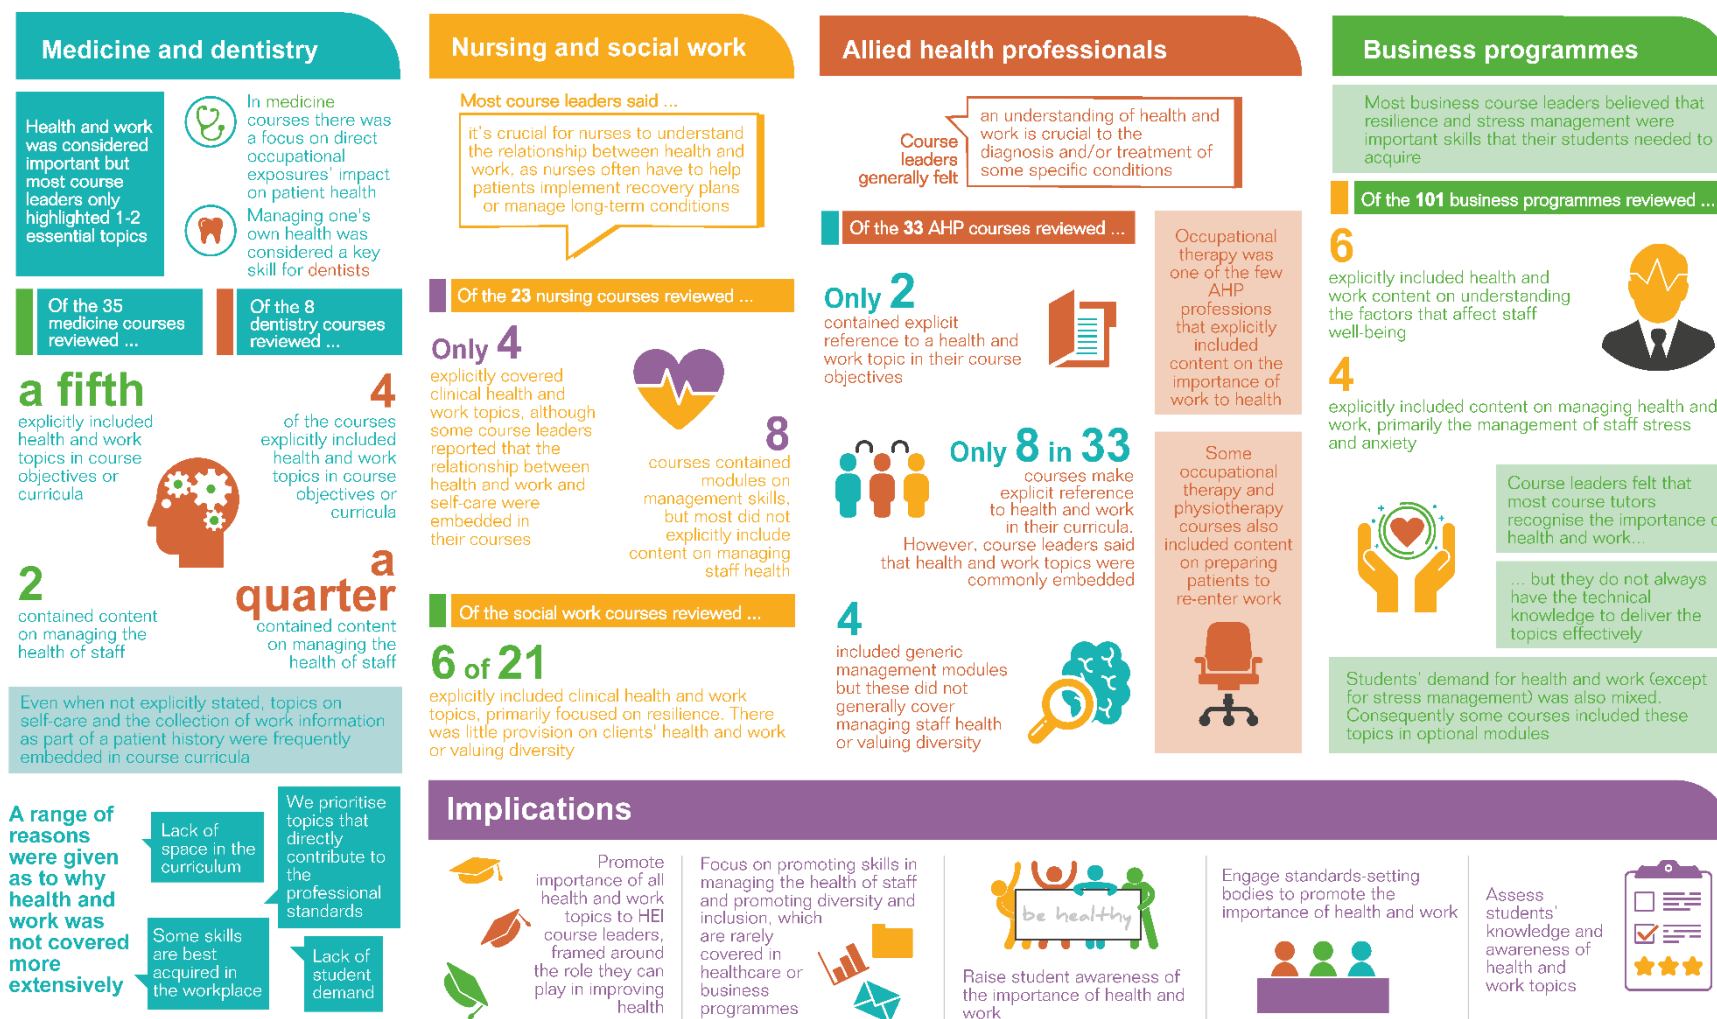 Medicine and dentistry
Health and work
was considered
important but
most course
leaders only
highlighted 1-2
essential topics
In medicine
courses there was
a focus on direct
occupational
exposures' impact
on patient health
Managing one's
own health was
considered a key
skill for dentists
Of the 35
medicine courses
reviewed ...
a fifth
explicitly included
health and work
topics in course
objectives or
curricula
2
contained content
on managing the
health of staff
Of the 8
dentistry courses
reviewed ...
4
of the courses
explicitly included
health and work
topics in course
objectives or
curricula
a
quarter
contained content
on managing the
health of staff
Even when not explicitly stated, topics on
self-care and the collection of work information
as part of a patient history were frequently
embedded in course curricula
A range of
reasons
were given
as to why
health and
work was
not covered
more
extensively
Lack of
space in the
curriculum
We prioritise
topics that
directly
contribute to
the
professional
standards
Some skills
are best
acquired in
the workplace
Lack of
student
demand
Nursing and social work
Most course leaders said ...
it's crucial for nurses to understand
the relationship between health and
work, as nurses often have to help
patients implement recovery plans
or manage long-term conditions
Of the 23 nursing courses reviewed ...
Only 4
explicitly covered
clinical health and
work topics, although
some course leaders
reported that the
relationship between
health and work and
self-care were
embedded in
their courses
8
courses contained
modules on
management skills,
but most did not
explicitly include
content on managing
staff health
Of the social work courses reviewed ...
6 of 21
explicitly included clinical health and work
topics, primarily focused on resilience. There
was little provision on clients' health and work
or valuing diversity
Allied health professionals
Course
leaders
generally felt
an understanding of health and
work is crucial to the
diagnosis and/or treatment of
some specific conditions
Of the 33 AHP courses reviewed ...
Only 2
contained explicit
reference to a health and
work topic in their course
objectives
Only 8 in 33
courses make
explicit reference
to health and work
in their curricula.
However, course leaders said
that health and work topics were
commonly embedded
4
included generic
management modules
but these did not
generally cover
managing staff health
or valuing diversity
Occupational
therapy was
one of the few
AHP
professions
that explicitly
included
content on the
importance of
work to health
Some
occupational
therapy and
physiotherapy
courses also
included content
on preparing
patients to
re-enter work
Business programmes
Most business course leaders believed that
resilience and stress management were
important skills that their students needed to
acquire
Of the 101 business programmes reviewed ...
6
explicitly included health and
work content on understanding
the factors that affect staff
well-being
4
explicitly included content on managing health and
work, primarily the management of staff stress
and anxiety
Course leaders felt that
most course tutors
recognise the importance
health and work...
... but they do not always
have the technical
knowledge to deliver the
topics effectively
Students' demand for health and work (except
for stress management) was also mixed.
Consequently some courses included these
topics in optional modules
Implications
Promote
importance of all
health and work
topics to HEI
course leaders,
framed around
the role they can
play in improving
health
Focus on promoting skills in
managing the health of staff
and promoting diversity and
inclusion, which
are rarely
covered in
healthcare or
business
programmes
be healthy
Raise student awareness of
the importance of health and
work
Engage standards-setting
bodies to promote the
importance of health and work
Assess
students'
knowledge and
awareness of
health and
work topics